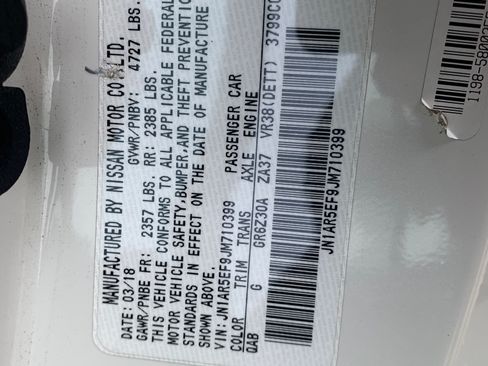 MANUFACTURED BY NISSAN MOTOR CO., LTD.
DATE: 03/18 GVWR/PNBV: 4727 LBS.
GAWR/PNBE FR: 2357 LBS. RR: 2385 LBS.
THIS VEHICLE CONFORMS TO ALL APPLICABLE FEDERAL
MOTOR VEHICLE SAFETY, BUMPER, AND THEFT PREVENTION
STANDARDS IN EFFECT ON THE DATE OF MANUFACTURE
SHOWN ABOVE.
VIN: JN1AR5EF9JM710399 PASSENGER CAR
COLOR TRIM TRANS AXLE ENGINE
QAB G GR6Z30A ZA37 VR38(DETT) 3799CC
JN1AR5EF9JM710399